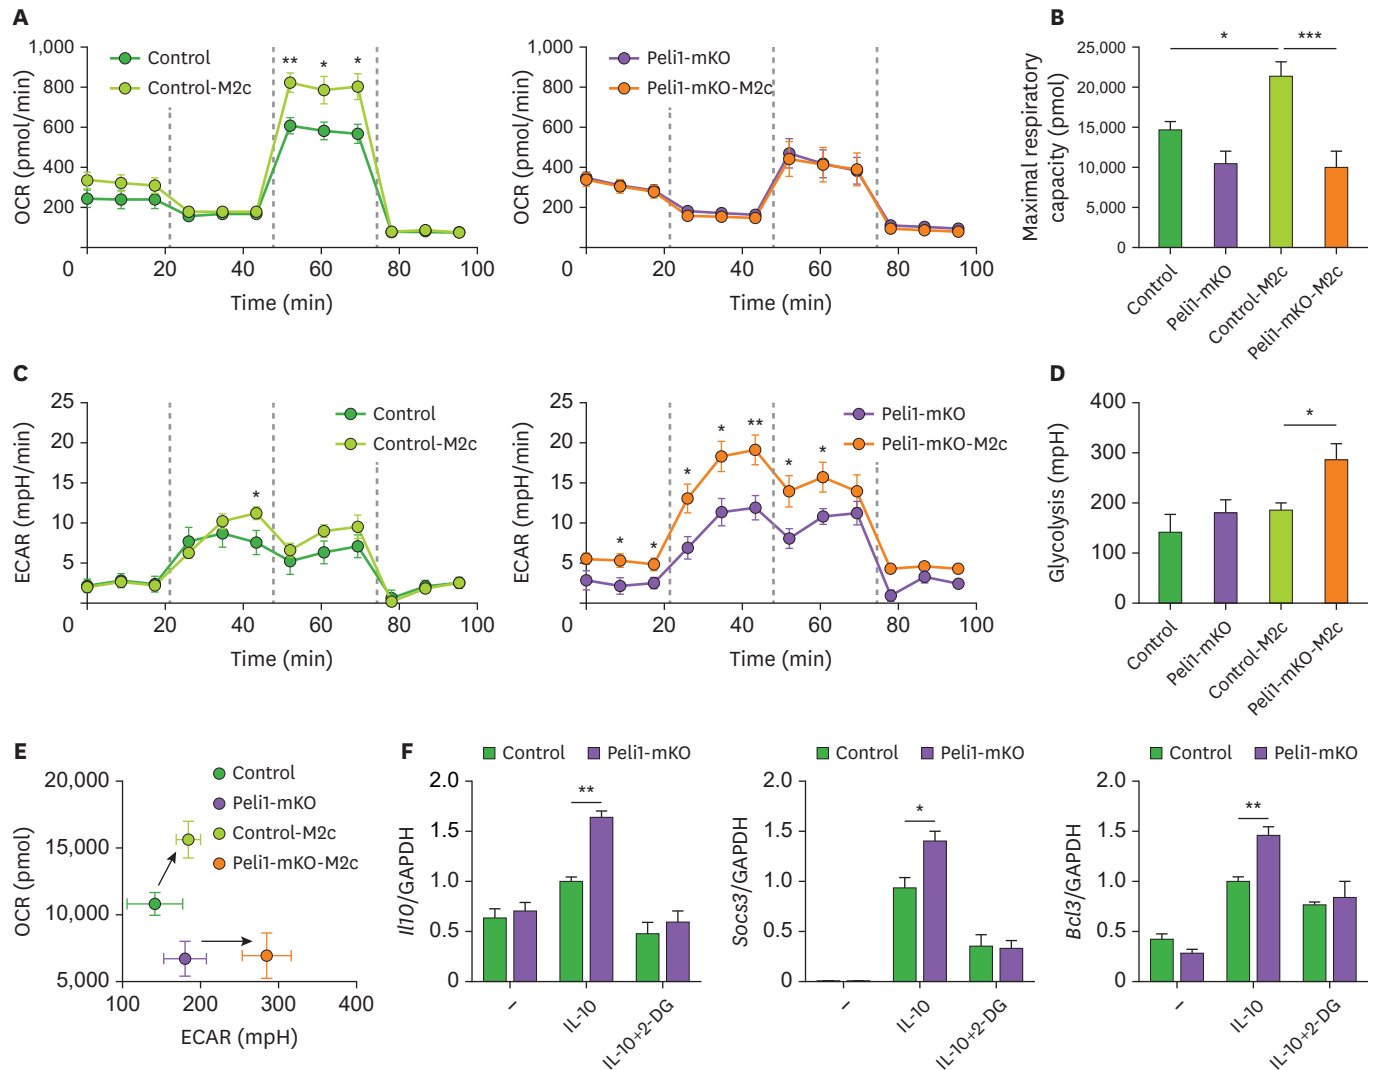 A
1,000
800
600
400
200
OCR (pmol/min)
Control
Control-M2c
**
*
*
0
20
40
60
80
100
Time (min)
1,000
800
600
400
200
OCR (pmol/min)
Peli1-mKO
Peli1-mKO-M2c
0
20
40
60
80
100
Time (min)
B
25,000
20,000
15,000
10,000
5,000
0
Maximal respiratory
capacity (pmol)
*
***
Control
Peli1-mKO
Control-M2c
Peli1-mKO-M2c
C
25
20
15
10
5
ECAR (mpH/min)
Control
Control-M2c
*
0
20
40
60
80
100
Time (min)
25
20
15
10
5
ECAR (mpH/min)
Peli1-mKO
Peli1-mKO-M2c
*
*
*
*
**
*
*
0
20
40
60
80
100
Time (min)
D
400
300
200
100
0
Glycolysis (mpH)
*
Control
Peli1-mKO
Control-M2c
Peli1-mKO-M2c
E
20,000
15,000
10,000
5,000
OCR (pmol)
Control
Peli1-mKO
Control-M2c
Peli1-mKO-M2c
100
200
300
400
ECAR (mpH)
F
Control
Peli1-mKO
2.0
1.5
1.0
0.5
0
Il10/GAPDH
**
–
IL-10
IL-10+2-DG
Control
Peli1-mKO
2.0
1.5
1.0
0.5
0
Socs3/GAPDH
*
–
IL-10
IL-10+2-DG
Control
Peli1-mKO
2.0
1.5
1.0
0.5
0
Bcl3/GAPDH
**
–
IL-10
IL-10+2-DG